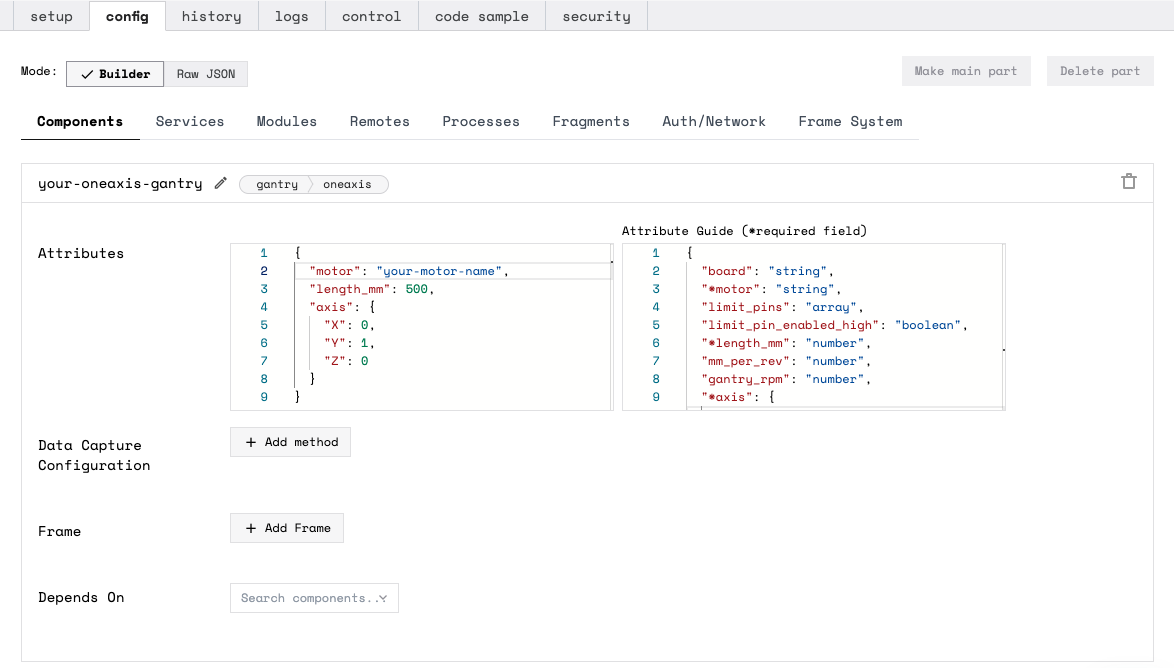 setup config history logs control code sample security
Mode: Builder Raw JSON Make main part Delete part
Components Services Modules Remotes Processes Fragments Auth/Network Frame System
your-oneaxis-gantry gantry oneaxis
Attribute Guide (*required field)
Attributes
1 {
2 "motor": "your-motor-name",
3 "length_mm": 500,
4 "axis": {
5 "X": 0,
6 "Y": 1,
7 "Z": 0
8 }
9 }
1 {
2 "board": "string",
3 "*motor": "string",
4 "limit_pins": "array",
5 "limit_pin_enabled_high": "boolean",
6 "*length_mm": "number",
7 "mm_per_rev": "number",
8 "gantry_rpm": "number",
9 "*axis": {
Data Capture
Configuration
+ Add method
Frame
+ Add Frame
Depends On
Search components...